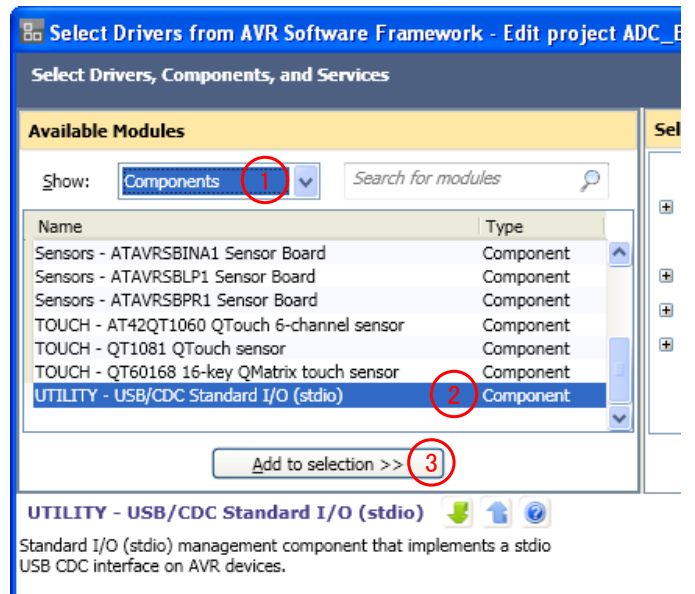 Select Drivers from AVR Software Framework - Edit project ADC_E
Select Drivers, Components, and Services
Available Modules
Sel
Show: Components 1 Search for modules
Name Type
Sensors - ATAVRSBINA1 Sensor Board Component
Sensors - ATAVRSBLP1 Sensor Board Component
Sensors - ATAVRSBPR1 Sensor Board Component
TOUCH - AT42QT1060 QTouch 6-channel sensor Component
TOUCH - QT1081 QTouch sensor Component
TOUCH - QT60168 16-key QMatrix touch sensor Component
UTILITY - USB/CDC Standard I/O (stdio) 2 Component
Add to selection >> 3
UTILITY - USB/CDC Standard I/O (stdio)
Standard I/O (stdio) management component that implements a stdio
USB CDC interface on AVR devices.